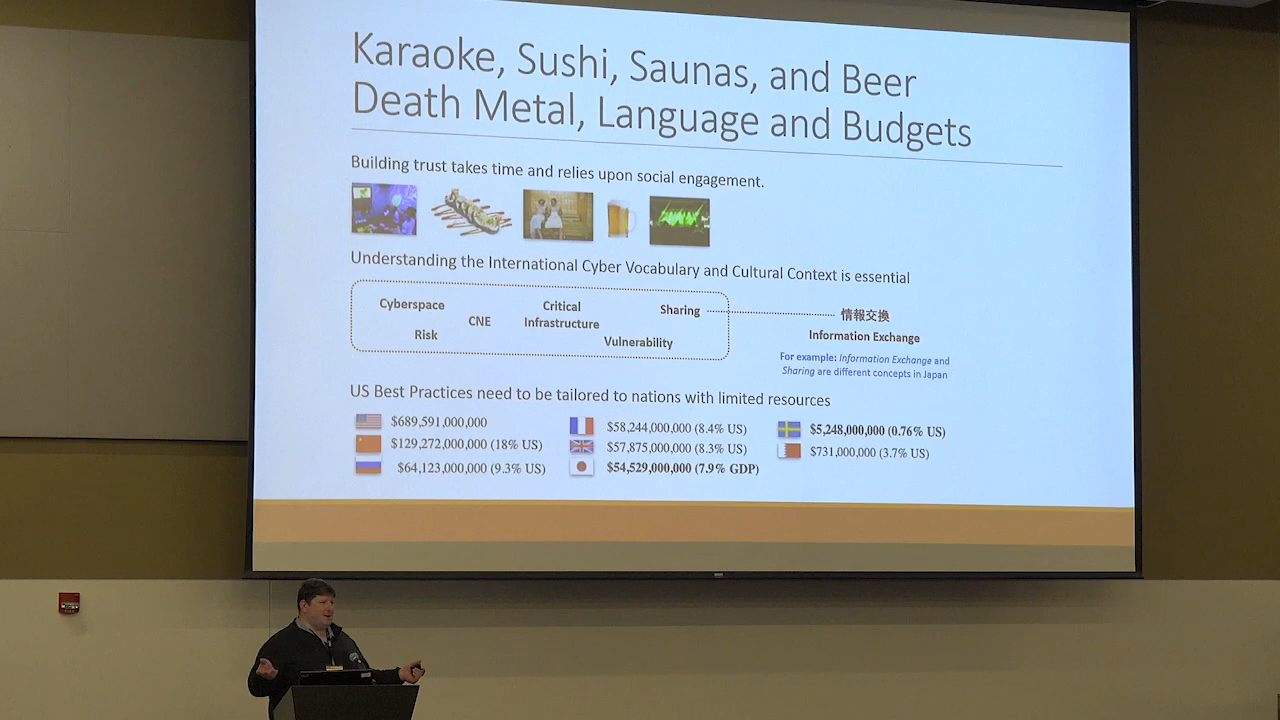 Karaoke, Sushi, Saunas, and Beer
Death Metal, Language and Budgets
Building trust takes time and relies upon social engagement.
Understanding the International Cyber Vocabulary and Cultural Context is essential
Cyberspace
Risk
CNE
Critical
Infrastructure
Sharing
Vulnerability
情報交換
Information Exchange
For example: Information Exchange and
Sharing are different concepts in Japan
US Best Practices need to be tailored to nations with limited resources
$689,591,000,000
$129,272,000,000 (18% US)
$64,123,000,000 (9.3% US)
$58,244,000,000 (8.4% US)
$57,875,000,000 (8.3% US)
$54,529,000,000 (7.9% GDP)
$5,248,000,000 (0.76% US)
$731,000,000 (3.7% US)